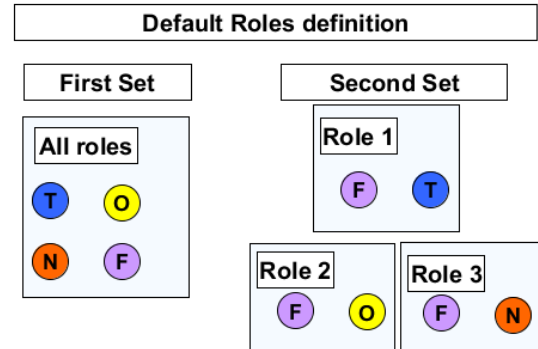 Default Roles definition
First Set
Second Set
All roles
T O
N F
Role 1
F T
Role 2
F O
Role 3
F N